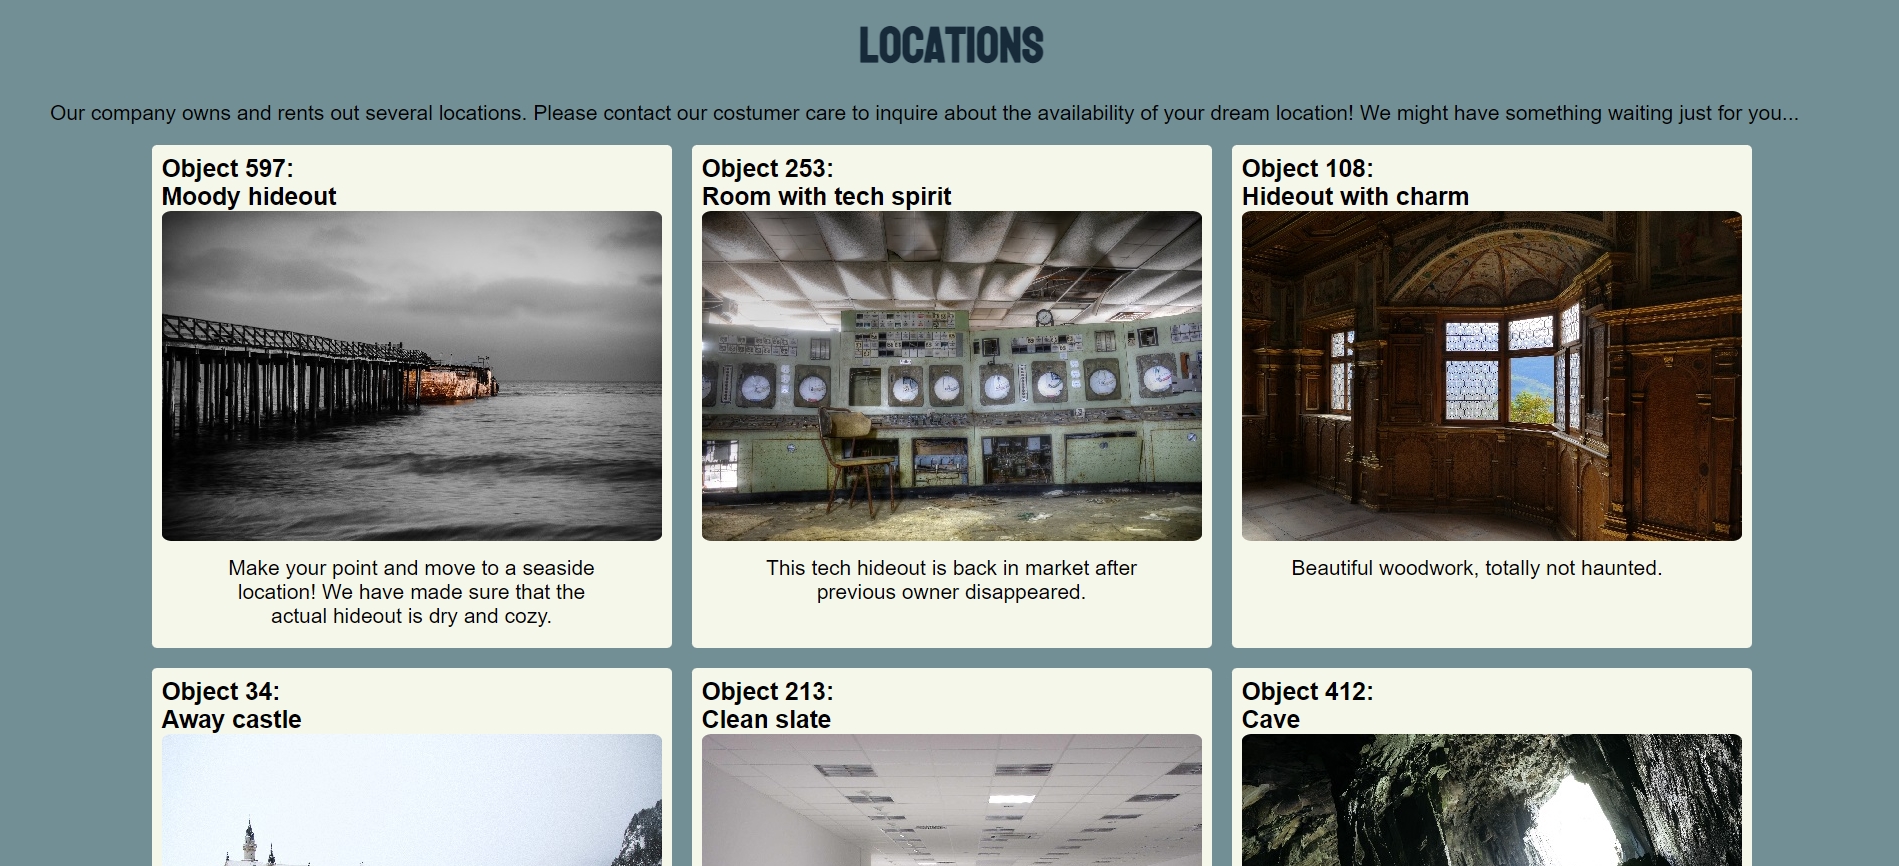 LOCATIONS
Our company owns and rents out several locations. Please contact our costumer care to inquire about the availability of your dream location! We might have something waiting just for you...
Object 597:
Moody hideout
Make your point and move to a seaside
location! We have made sure that the
actual hideout is dry and cozy.
Object 253:
Room with tech spirit
This tech hideout is back in market after
previous owner disappeared.
Object 108:
Hideout with charm
Beautiful woodwork, totally not haunted.
Object 34:
Away castle
Object 213:
Clean slate
Object 412:
Cave